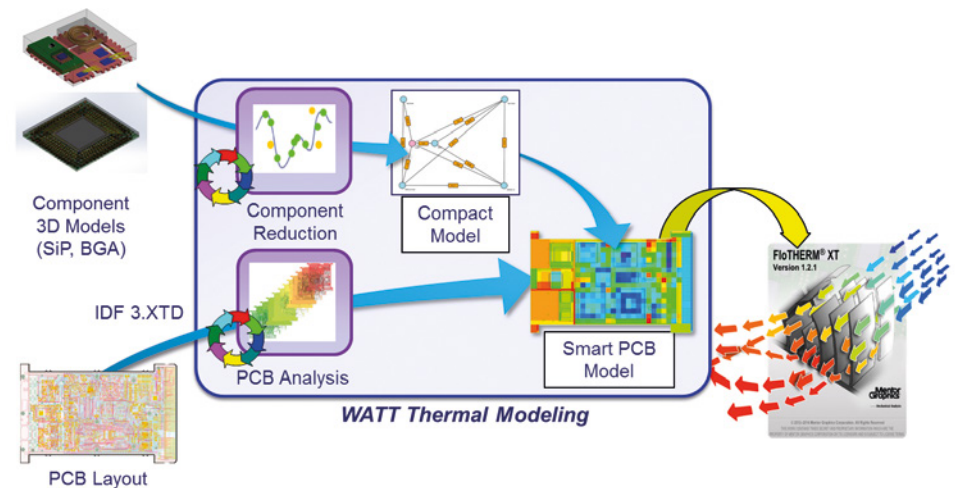 Component
3D Models
(SiP, BGA)
Component
Reduction
Compact
Model
IDF 3.XTD
PCB Analysis
Smart PCB
Model
WATT Thermal Modeling
PCB Layout
FloTHERM® XT
Version 1.2.1
Mentor
Graphics